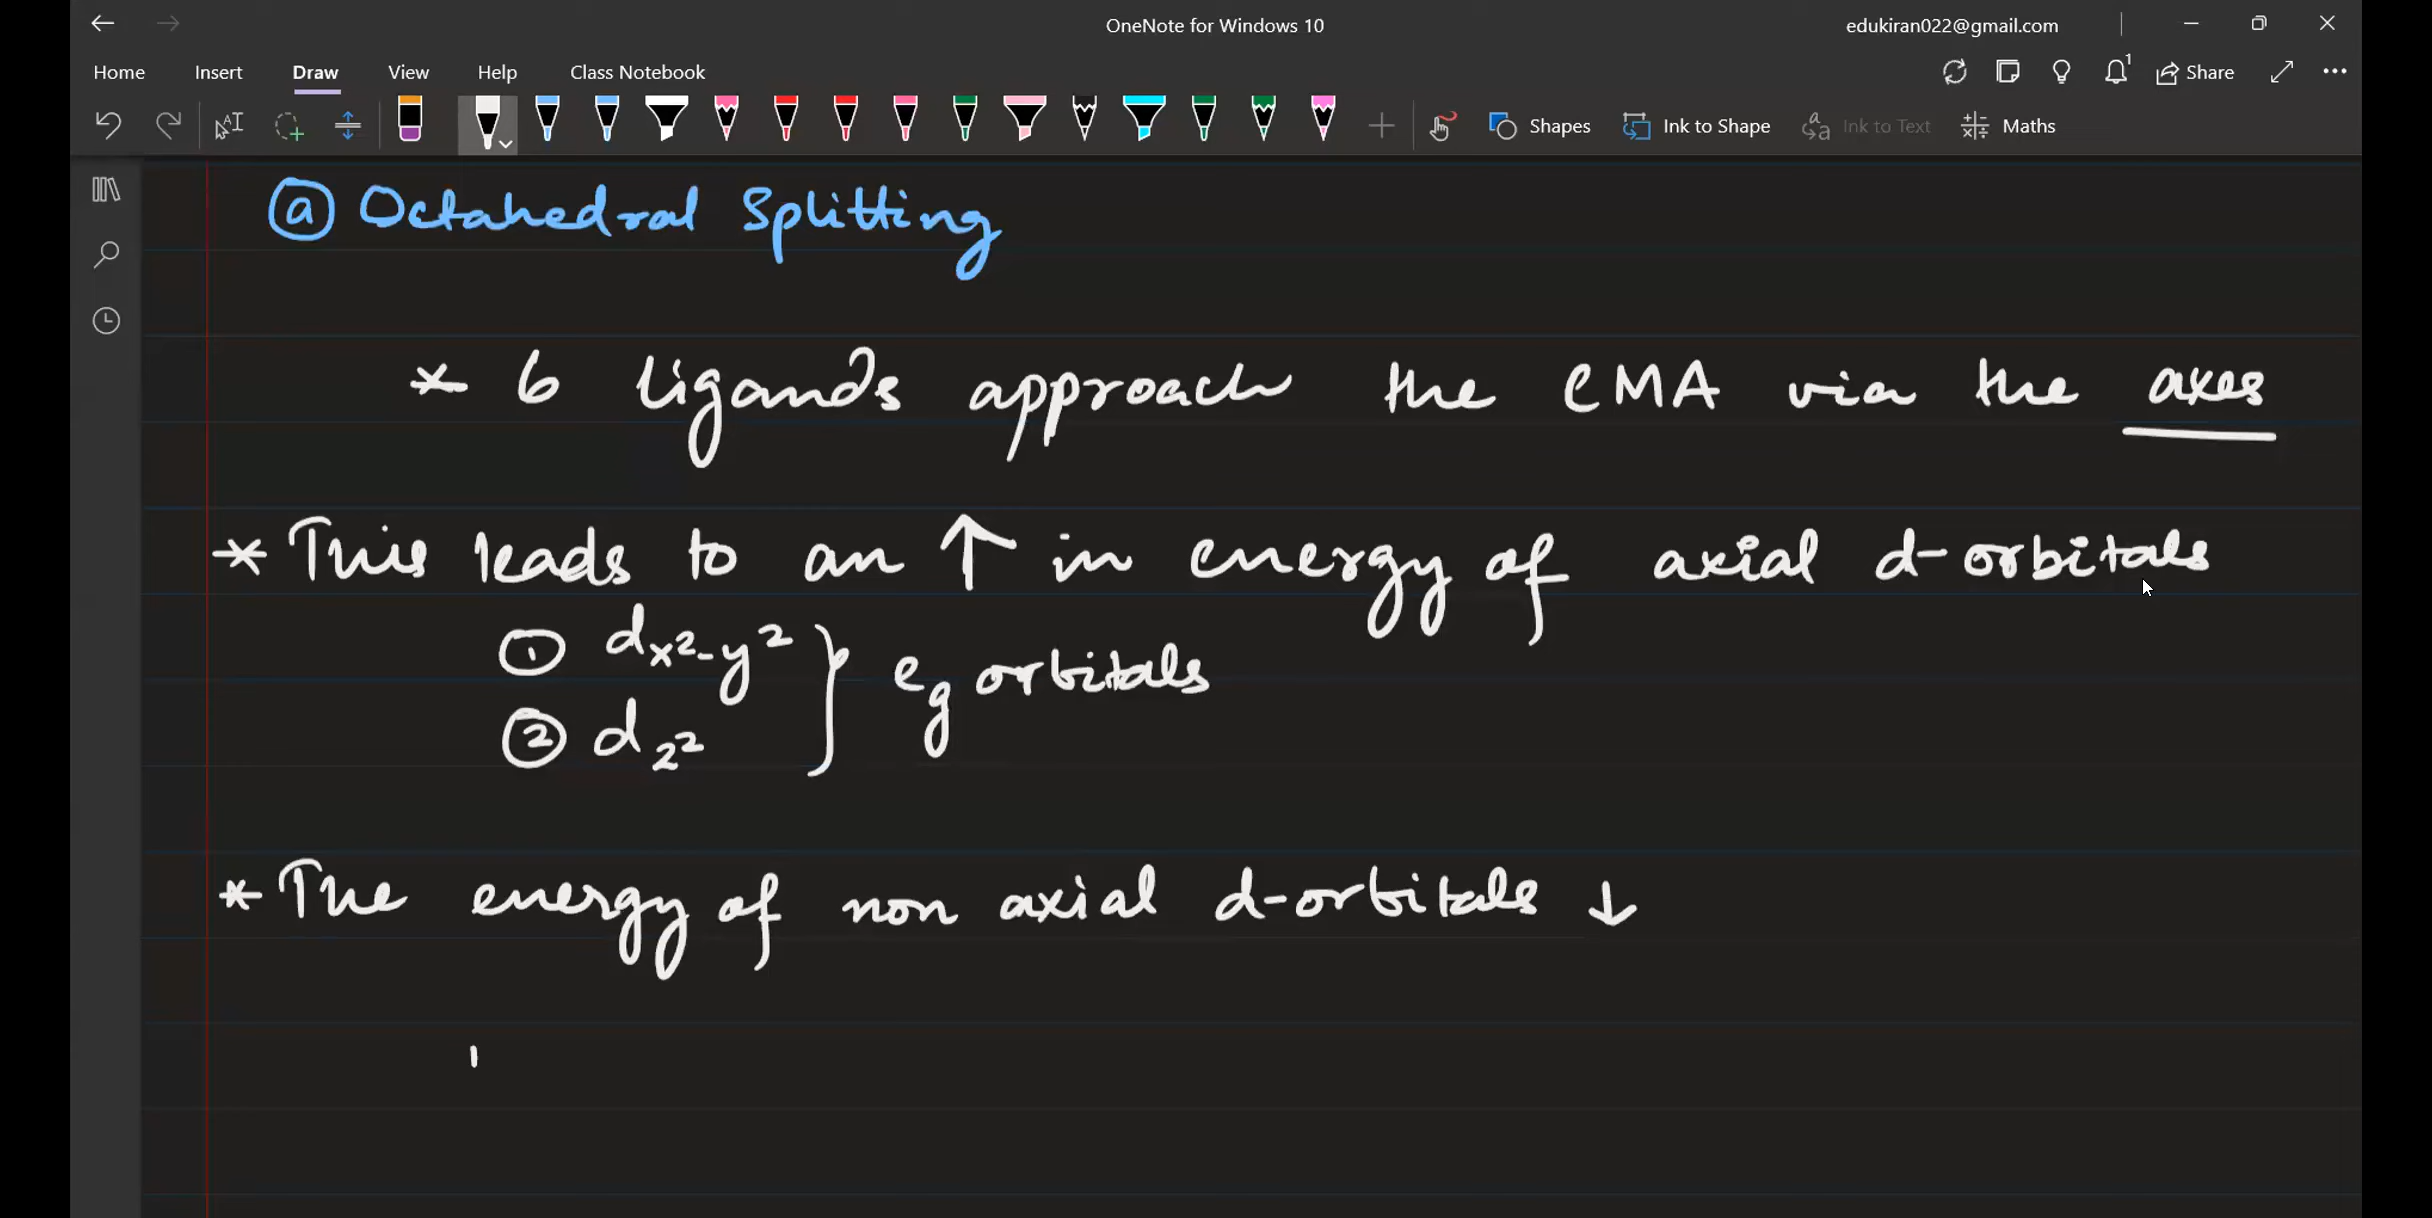 OneNote for Windows 10
edukiran022@gmail.com
Home Insert Draw View Help Class Notebook
1
Share
Shapes Ink to Shape Ink to Text Maths
ⓐ Octahedral Splitting
* 6 ligands approach the CMA via the axes
* This leads to an ↑ in energy of axial d-orbitals
① dx²-y²
} eg orbitals
② dz²
* The energy of non axial d-orbitals ↓